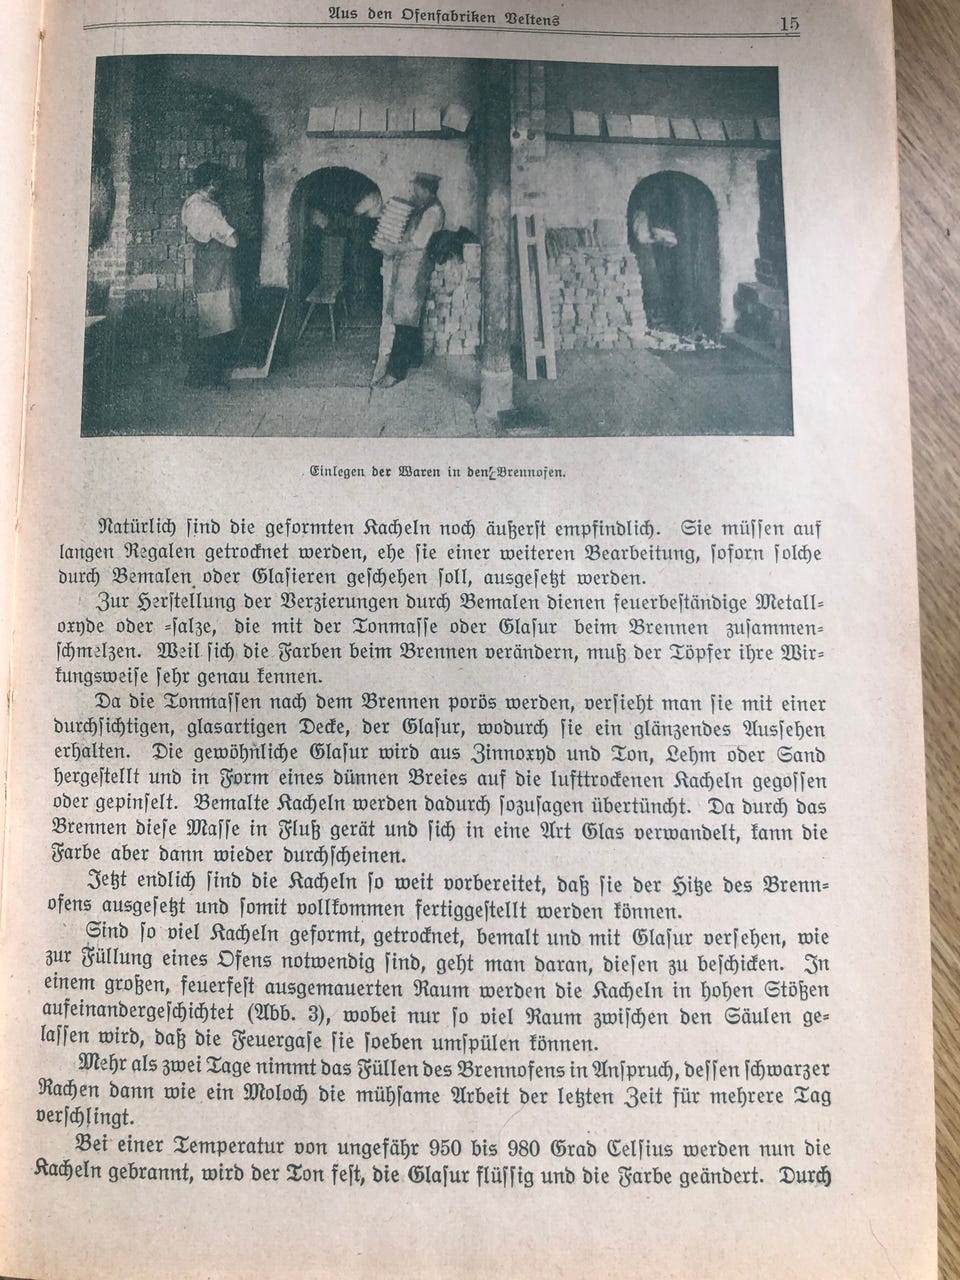 Aus den Ofenfabriken Veltens
15
Einlegen der Waren in den Brennofen.
Natürlich sind die geformten Kacheln noch äußerst empfindlich. Sie müssen auf
langen Regalen getrocknet werden, ehe sie einer weiteren Bearbeitung, sofern solche
durch Bemalen oder Glasieren geschehen soll, ausgesetzt werden.
Zur Herstellung der Verzierungen durch Bemalen dienen feuerbeständige Metall-
oxyde oder -salze, die mit der Tonmasse oder Glasur beim Brennen zusammen-
schmelzen. Weil sich die Farben beim Brennen verändern, muß der Töpfer ihre Wir-
kungsweise sehr genau kennen.
Da die Tonmassen nach dem Brennen porös werden, versieht man sie mit einer
durchsichtigen, glasartigen Decke, der Glasur, wodurch sie ein glänzendes Aussehen
erhalten. Die gewöhnliche Glasur wird aus Zinnoxyd und Ton, Lehm oder Sand
hergestellt und in Form eines dünnen Breies auf die lufttrockenen Kacheln gegossen
oder gepinselt. Bemalte Kacheln werden dadurch sozusagen übertüncht. Da durch das
Brennen diese Masse in Fluß gerät und sich in eine Art Glas verwandelt, kann die
Farbe aber dann wieder durchscheinen.
Jetzt endlich sind die Kacheln so weit vorbereitet, daß sie der Hitze des Brenn-
ofens ausgesetzt und somit vollkommen fertiggestellt werden können.
Sind so viel Kacheln geformt, getrocknet, bemalt und mit Glasur versehen, wie
zur Füllung eines Ofens notwendig sind, geht man daran, diesen zu beschicken. In
einem großen, feuerfest ausgemauerten Raum werden die Kacheln in hohen Stößen
aufeinandergeschichtet (Abb. 3), wobei nur so viel Raum zwischen den Säulen ge-
lassen wird, daß die Feuergase sie soeben umspülen können.
Mehr als zwei Tage nimmt das Füllen des Brennofens in Anspruch, dessen schwarzer
Rachen dann wie ein Moloch die mühsame Arbeit der letzten Zeit für mehrere Tag
verschlingt.
Bei einer Temperatur von ungefähr 950 bis 980 Grad Celsius werden nun die
Kacheln gebrannt, wird der Ton fest, die Glasur flüssig und die Farbe geändert. Durch